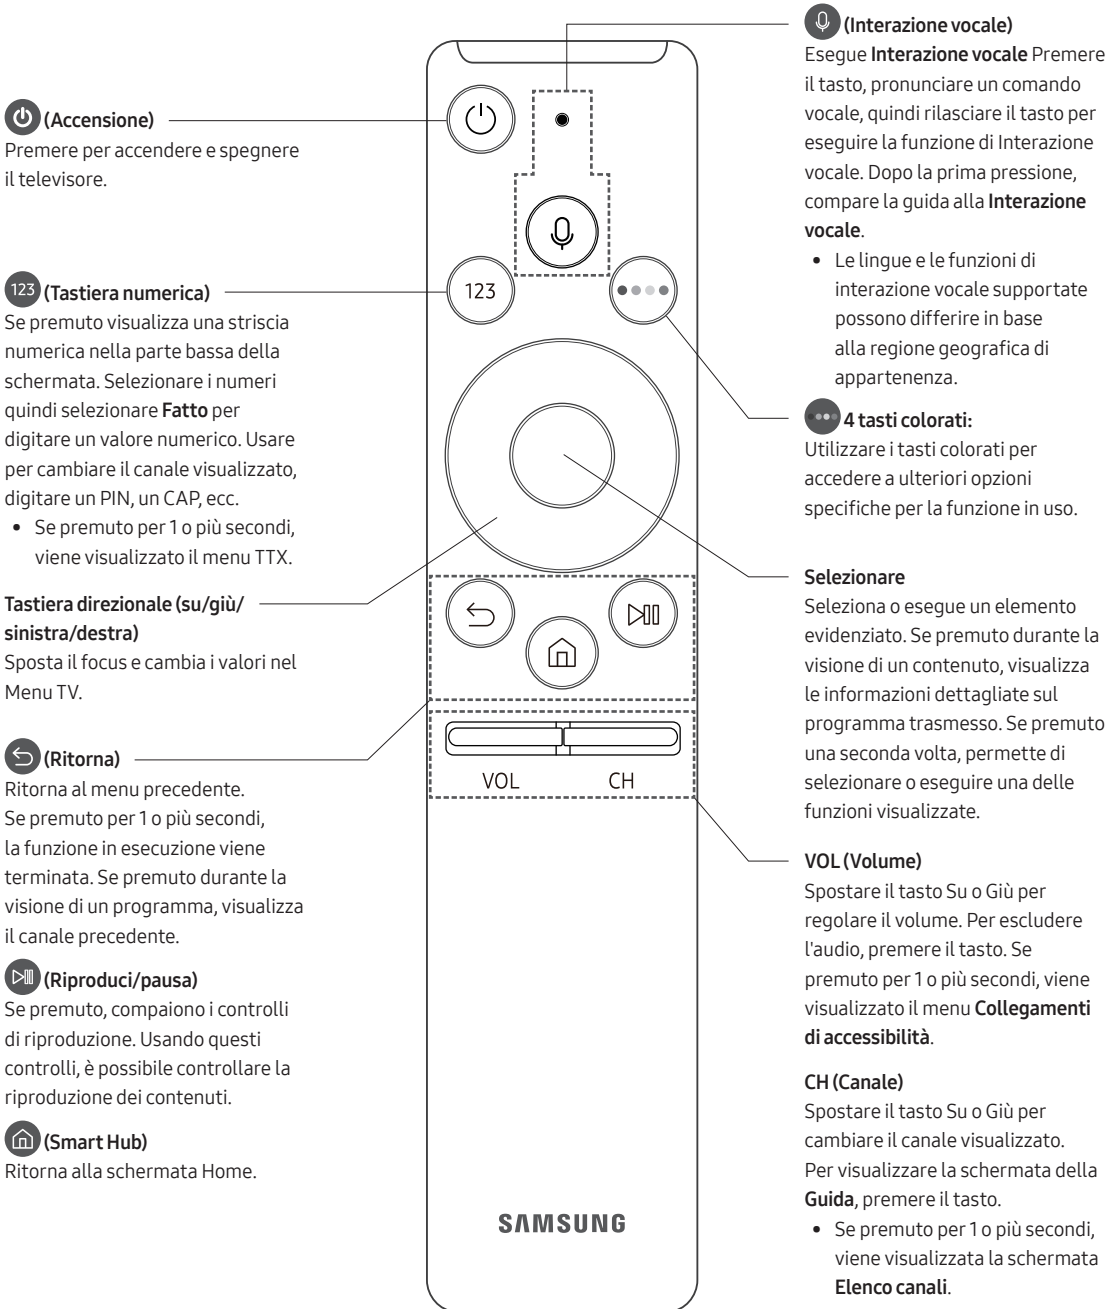 (Accensione)
Premere per accendere e spegnere
il televisore.
123 (Tastiera numerica)
Se premuto visualizza una striscia
numerica nella parte bassa della
schermata. Selezionare i numeri
quindi selezionare Fatto per
digitare un valore numerico. Usare
per cambiare il canale visualizzato,
digitare un PIN, un CAP, ecc.
• Se premuto per 1 o più secondi,
viene visualizzato il menu TTX.
Tastiera direzionale (su/giù/
sinistra/destra)
Sposta il focus e cambia i valori nel
Menu TV.
(Ritorna)
Ritorna al menu precedente.
Se premuto per 1 o più secondi,
la funzione in esecuzione viene
terminata. Se premuto durante la
visione di un programma, visualizza
il canale precedente.
(Riproduci/pausa)
Se premuto, compaiono i controlli
di riproduzione. Usando questi
controlli, è possibile controllare la
riproduzione dei contenuti.
(Smart Hub)
Ritorna alla schermata Home.
123
VOL CH
SAMSUNG
(Interazione vocale)
Esegue Interazione vocale Premere
il tasto, pronunciare un comando
vocale, quindi rilasciare il tasto per
eseguire la funzione di Interazione
vocale. Dopo la prima pressione,
compare la guida alla Interazione
vocale.
• Le lingue e le funzioni di
interazione vocale supportate
possono differire in base
alla regione geografica di
appartenenza.
4 tasti colorati:
Utilizzare i tasti colorati per
accedere a ulteriori opzioni
specifiche per la funzione in uso.
Selezionare
Seleziona o esegue un elemento
evidenziato. Se premuto durante la
visione di un contenuto, visualizza
le informazioni dettagliate sul
programma trasmesso. Se premuto
una seconda volta, permette di
selezionare o eseguire una delle
funzioni visualizzate.
VOL (Volume)
Spostare il tasto Su o Giù per
regolare il volume. Per escludere
l'audio, premere il tasto. Se
premuto per 1 o più secondi, viene
visualizzato il menu Collegamenti
di accessibilità.
CH (Canale)
Spostare il tasto Su o Giù per
cambiare il canale visualizzato.
Per visualizzare la schermata della
Guida, premere il tasto.
• Se premuto per 1 o più secondi,
viene visualizzata la schermata
Elenco canali.